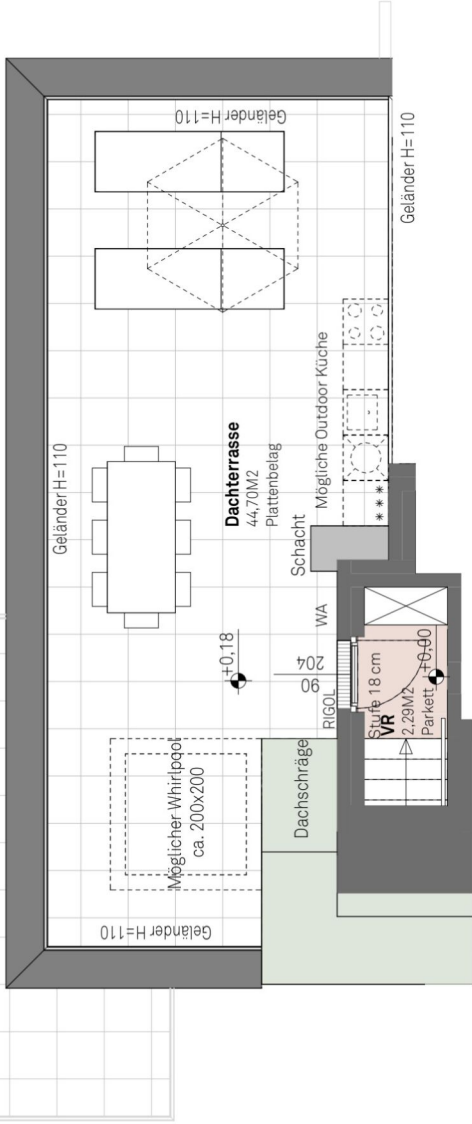 Geländer H=110
Geländer H=110
Geländer H=110
Dachterrasse
44,70M2
Plattenbelag
Mögliche Outdoor Küche
***
Schacht
WA
+0,18
90
204
RIGOL
Stufe 18 cm
VR
2,29M2
Parkett
+0,90
Möglicher Whirlpool
ca. 200x200
Dachschräge
Geländer H=110